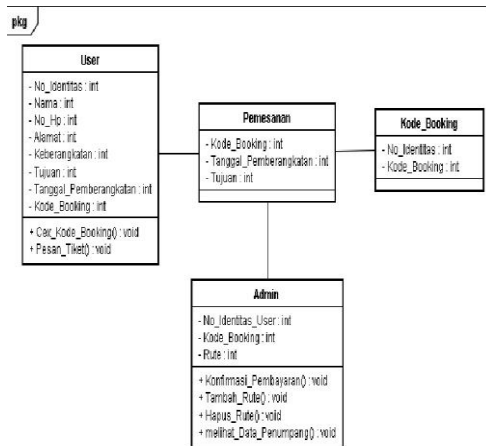 pkg
User
- No_Identitas : int
- Nama : int
- No_Hp : int
- Alamat : int
- Keberangkatan : int
- Tujuan : int
- Tanggal_Pemberangkatan : int
- Kode_Booking : int
+ Cek_Kode_Booking() : void
+ Pesan_Tiket() : void
Pemesanan
- Kode_Booking : int
- Tanggal_Pemberangkatan : int
- Tujuan : int
Kode_Booking
- No_Identitas : int
- Kode_Booking : int
Admin
- No_Identitas_User : int
- Kode_Booking : int
- Rute : int
+ Konfirmasi_Pembayaran() : void
+ Tambah_Rute() : void
+ Hapus_Rute() : void
+ melihat_Data_Penumpang() : void